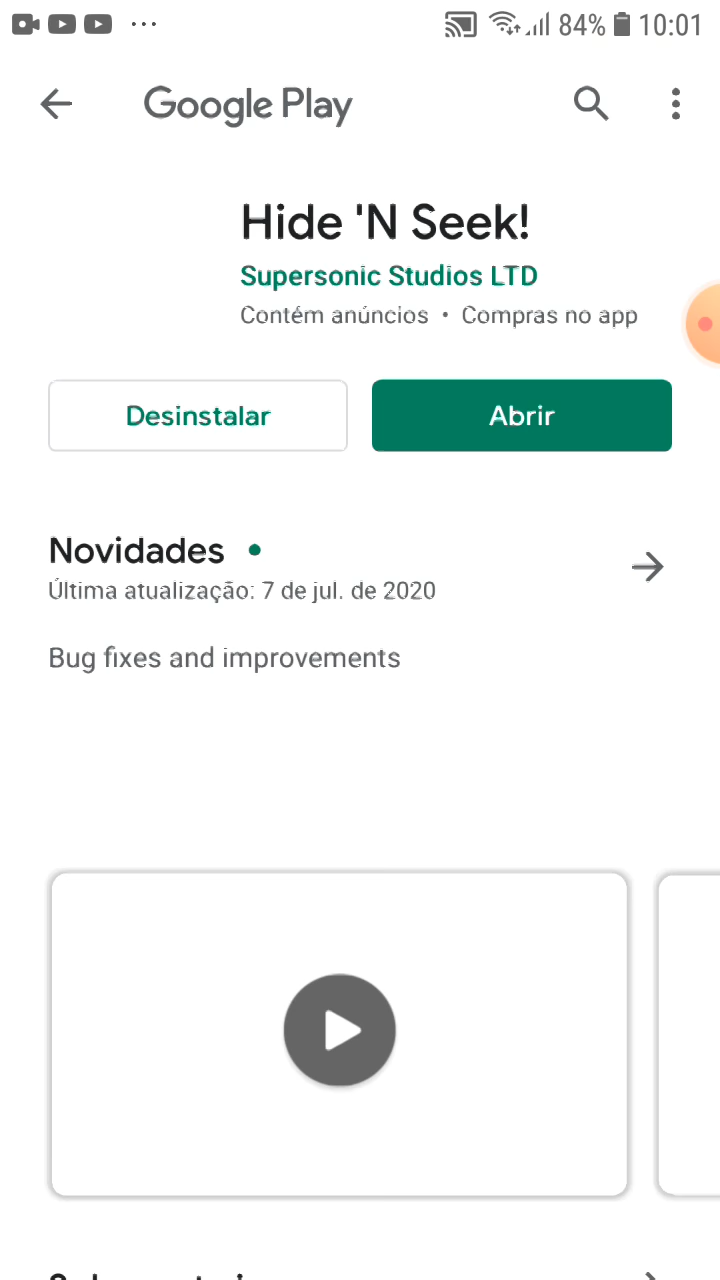 84% 10:01
Google Play
Hide 'N Seek!
Supersonic Studios LTD
Contém anúncios • Compras no app
Desinstalar
Abrir
Novidades •
Última atualização: 7 de jul. de 2020
Bug fixes and improvements